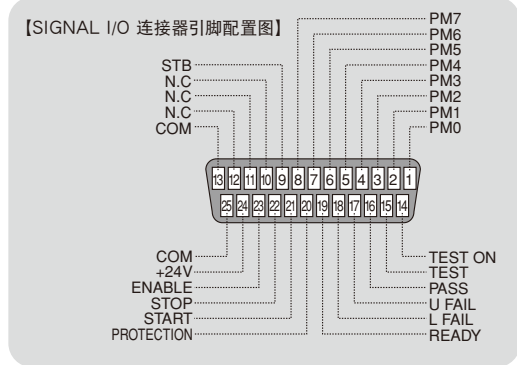 【SIGNAL I/O 连接器引脚配置图】
PM7
PM6
PM5
PM4
PM3
PM2
PM1
PM0
STB
N.C
N.C
N.C
COM
13 12 11 10 9 8 7 6 5 4 3 2 1
25 24 23 22 21 20 19 18 17 16 15 14
COM
+24V
ENABLE
STOP
START
PROTECTION
TEST ON
TEST
PASS
U FAIL
L FAIL
READY